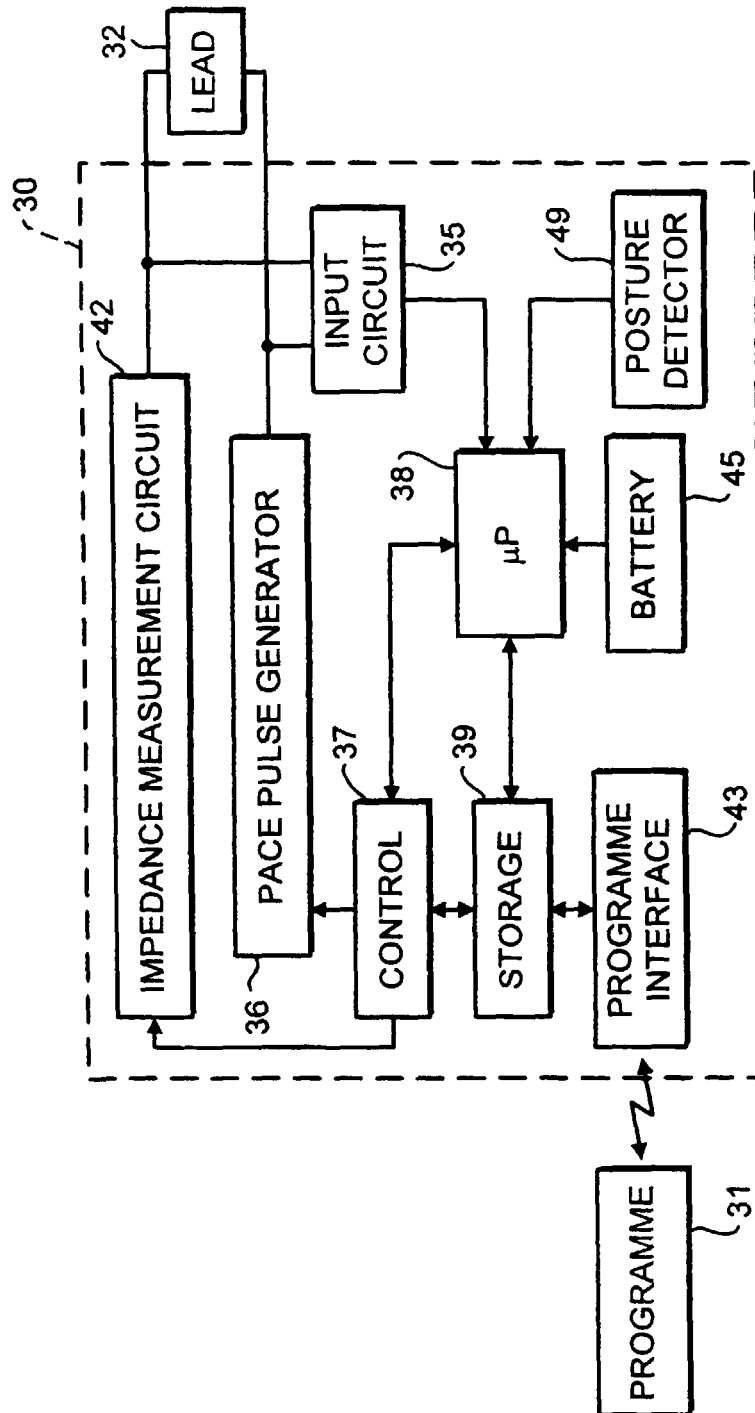 30
32
LEAD
42
IMPEDANCE MEASUREMENT CIRCUIT
36
PACE PULSE GENERATOR
INPUT
CIRCUIT
35
37
CONTROL
38
µP
39
STORAGE
POSTURE
DETECTOR
49
BATTERY
45
PROGRAMME
INTERFACE
43
PROGRAMME
31